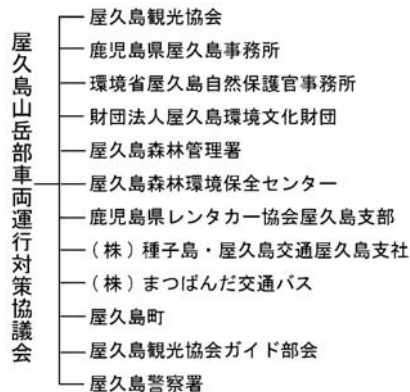 屋久島山岳部車両運行対策協議会
屋久島観光協会
鹿児島県屋久島事務所
環境省屋久島自然保護官事務所
財団法人屋久島環境文化財団
屋久島森林管理署
屋久島森林環境保全センター
鹿児島県レンタカー協会屋久島支部
(株)種子島・屋久島交通屋久島支社
(株)まつばんだ交通バス
屋久島町
屋久島観光協会ガイド部会
屋久島警察署